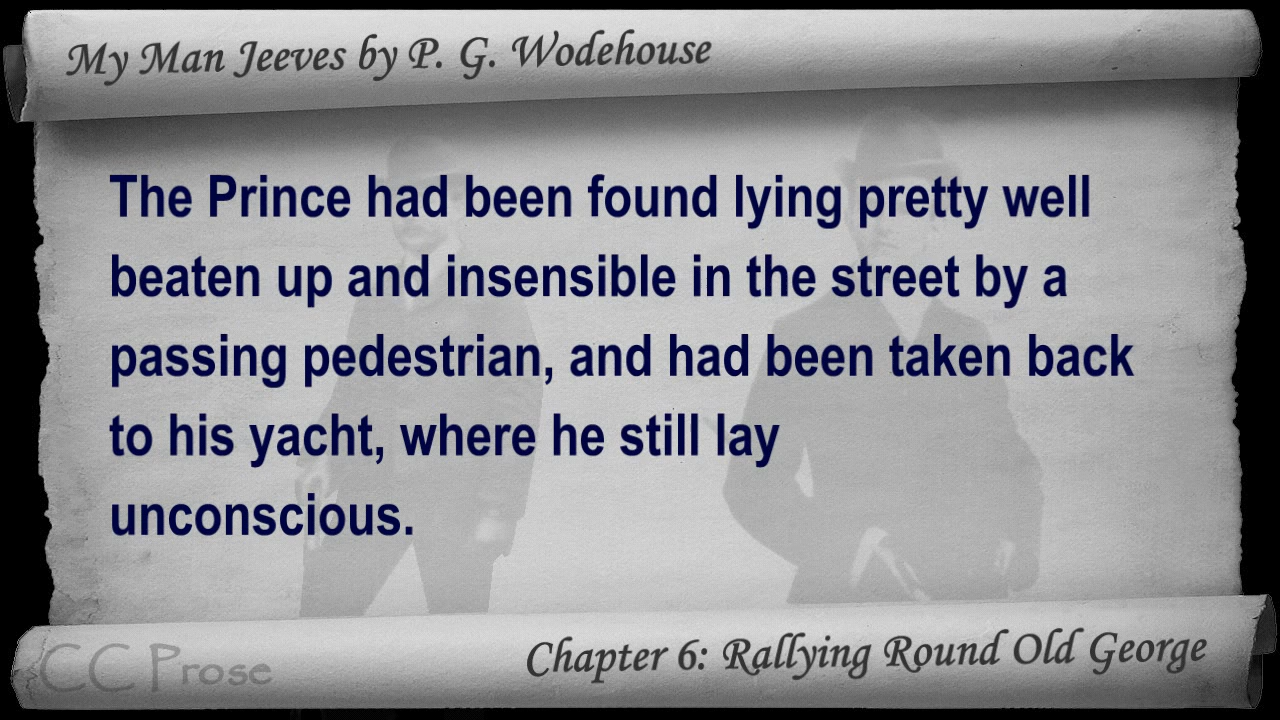 My Man Jeeves by P. G. Wodehouse
The Prince had been found lying pretty well
beaten up and insensible in the street by a
passing pedestrian, and had been taken back
to his yacht, where he still lay
unconscious.
CC Prose
Chapter 6: Rallying Round Old George